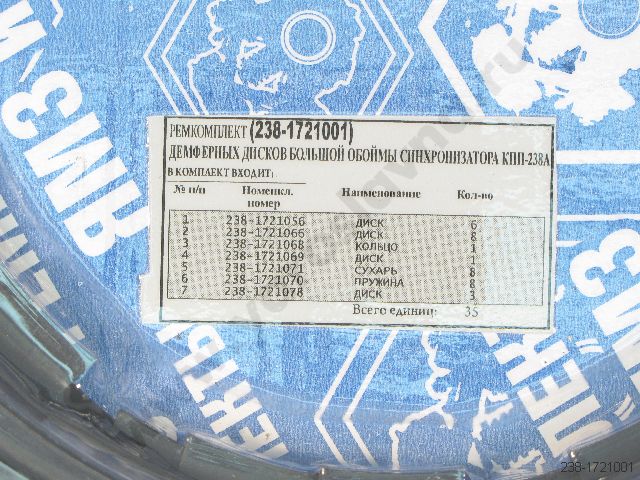 РЕМКОМПЛЕКТ (238-1721001)
ДЕМФЕРНЫХ ДИСКОВ БОЛЬШОЙ ОБОЙМЫ СИНХРОНИЗАТОРА КПП-238А
В КОМПЛЕКТ ВХОДИТ:
№ п/п Номенкл. номер Наименование Кол-во
1 238-1721056 ДИСК 6
2 238-1721066 ДИСК 8
3 238-1721068 КОЛЬЦО 1
4 238-1721069 ДИСК 1
5 238-1721071 СУХАРЬ 8
6 238-1721070 ПРУЖИНА 8
7 238-1721078 ДИСК 3
Всего единиц: 35
ЯМЗ
ЯМЗ
238-1721001